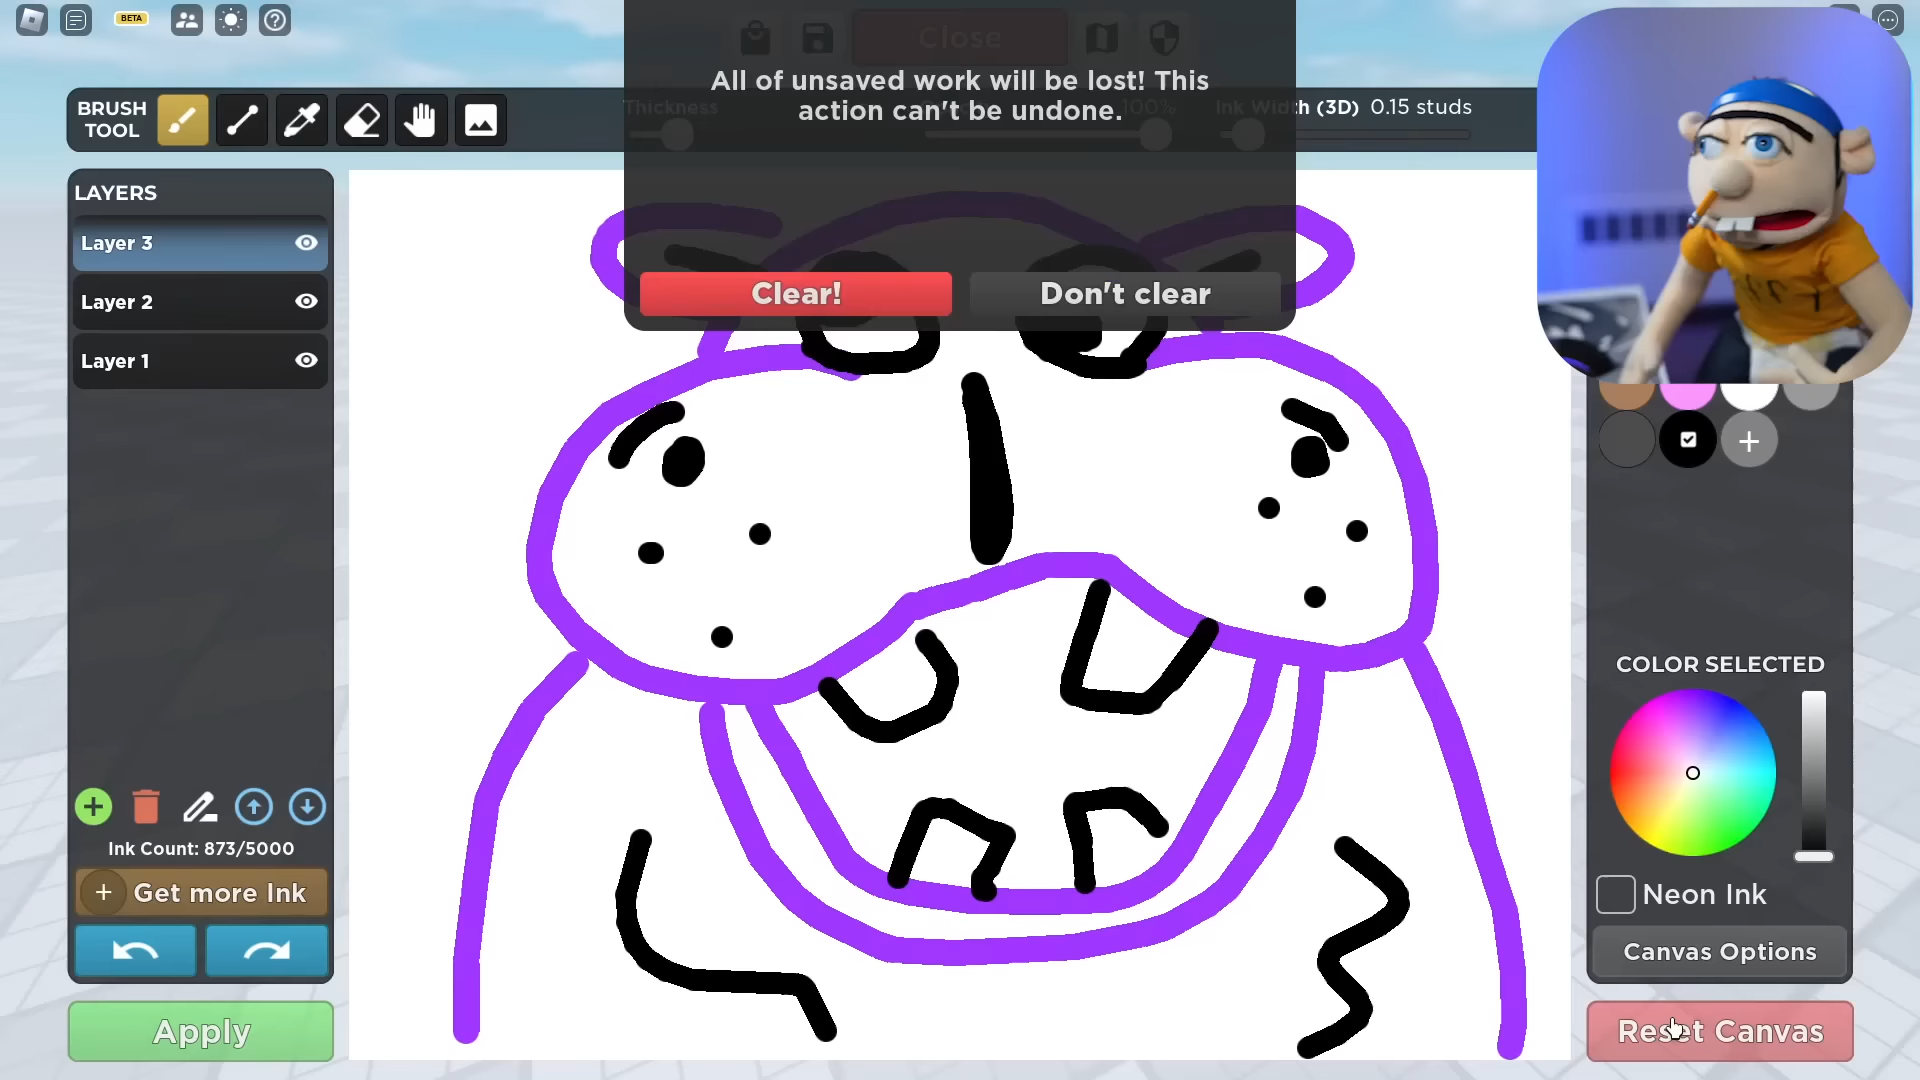 BETA
Close
All of unsaved work will be lost! This
action can't be undone.
Clear!
Don't clear
BRUSH
TOOL
Thickness
100%
Ink Width (3D) 0.15 studs
LAYERS
Layer 3
Layer 2
Layer 1
Ink Count: 873/5000
+ Get more Ink
Apply
COLOR SELECTED
Neon Ink
Canvas Options
Reset Canvas